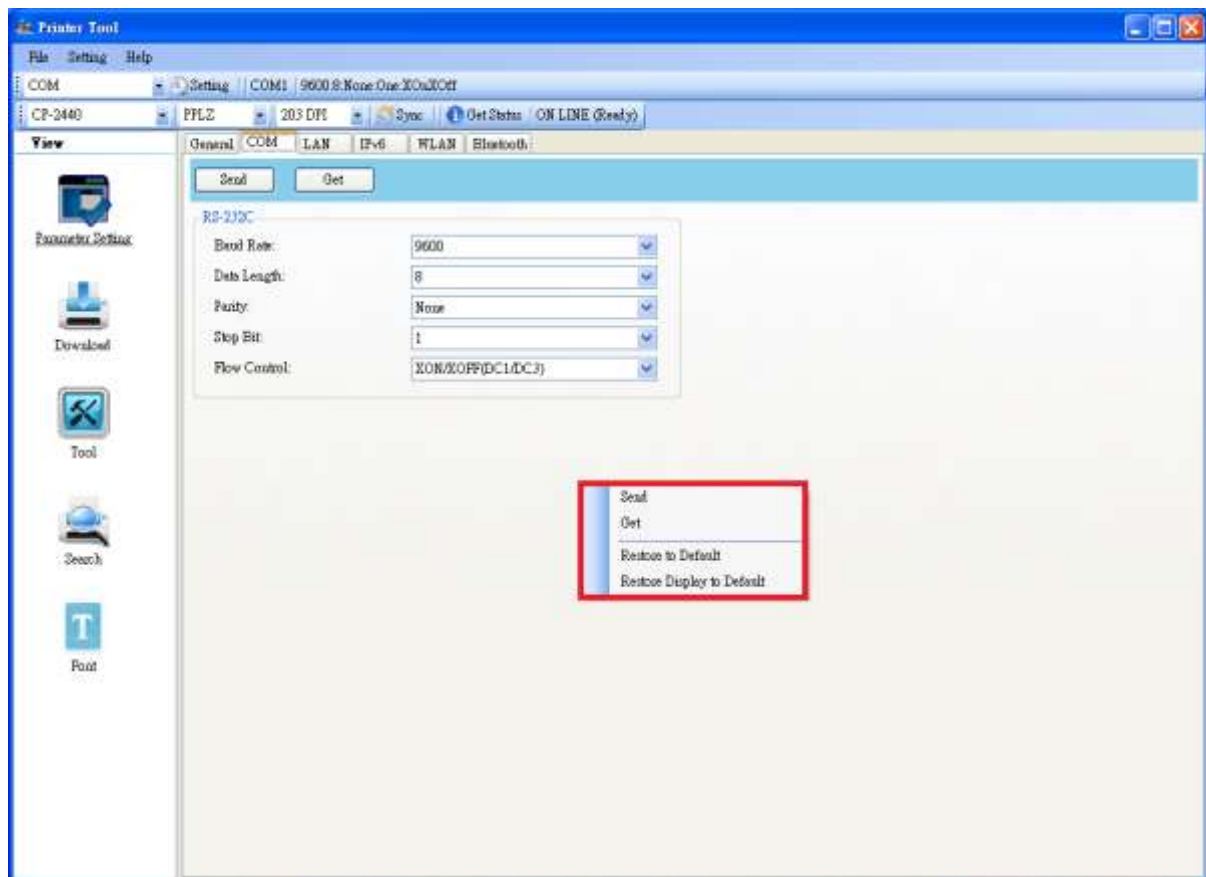 Printer Tool
File Setting Help
COM Setting COM1 9600:8:None:One:XOnXOff
CP-2440 PPLZ 203 DPI Sync Get Status ON LINE (Ready)
View General COM LAN IPv6 WLAN Bluetooth
Send Get
RS-232C
Parameter Setting
Baud Rate: 9600
Data Length: 8
Parity: None
Stop Bit: 1
Flow Control: XON/XOFF(DC1/DC3)
Download
Tool
Search
Font
Send
Get
Restore to Default
Restore Display to Default